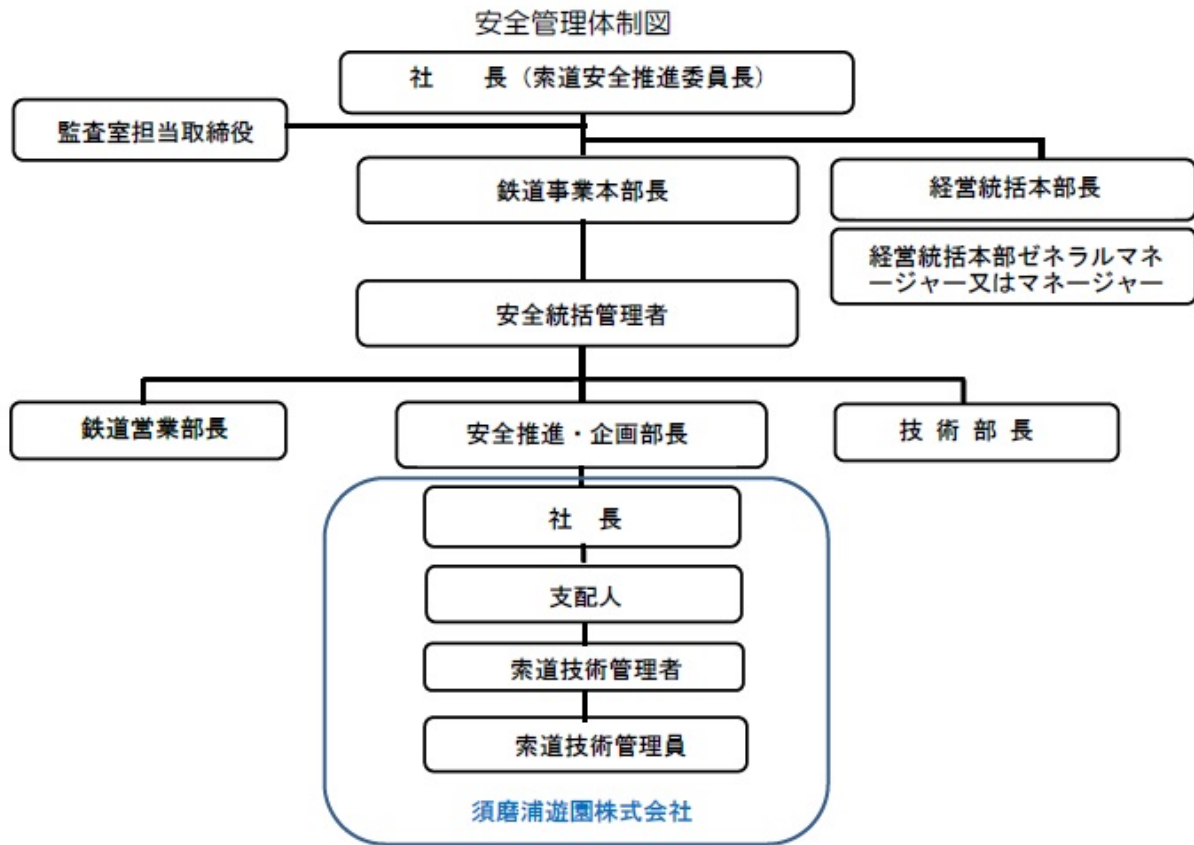 安全管理体制図
社　　長（索道安全推進委員長）
監査室担当取締役
鉄道事業本部長
経営統括本部長
経営統括本部ゼネラルマネ
ージャー又はマネージャー
安全統括管理者
鉄道営業部長
安全推進・企画部長
技 術 部 長
社　長
支配人
索道技術管理者
索道技術管理員
須磨浦遊園株式会社